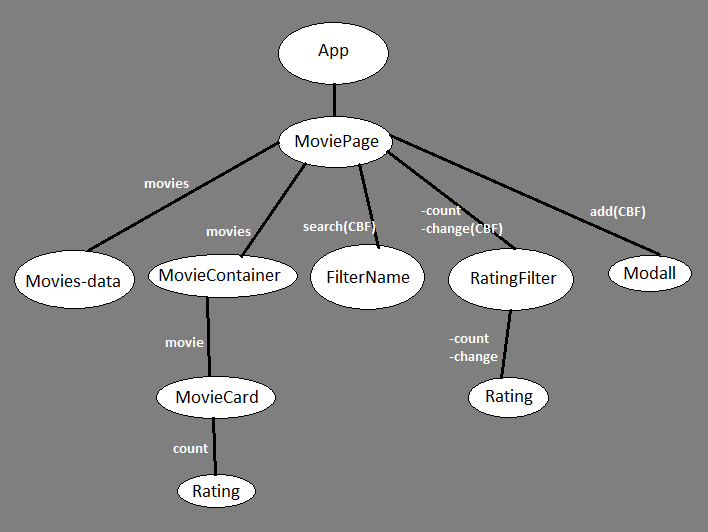 App
MoviePage
movies
movies
search(CBF)
-count
-change(CBF)
add(CBF)
Movies-data
MovieContainer
FilterName
RatingFilter
Modall
movie
-count
-change
MovieCard
Rating
count
Rating